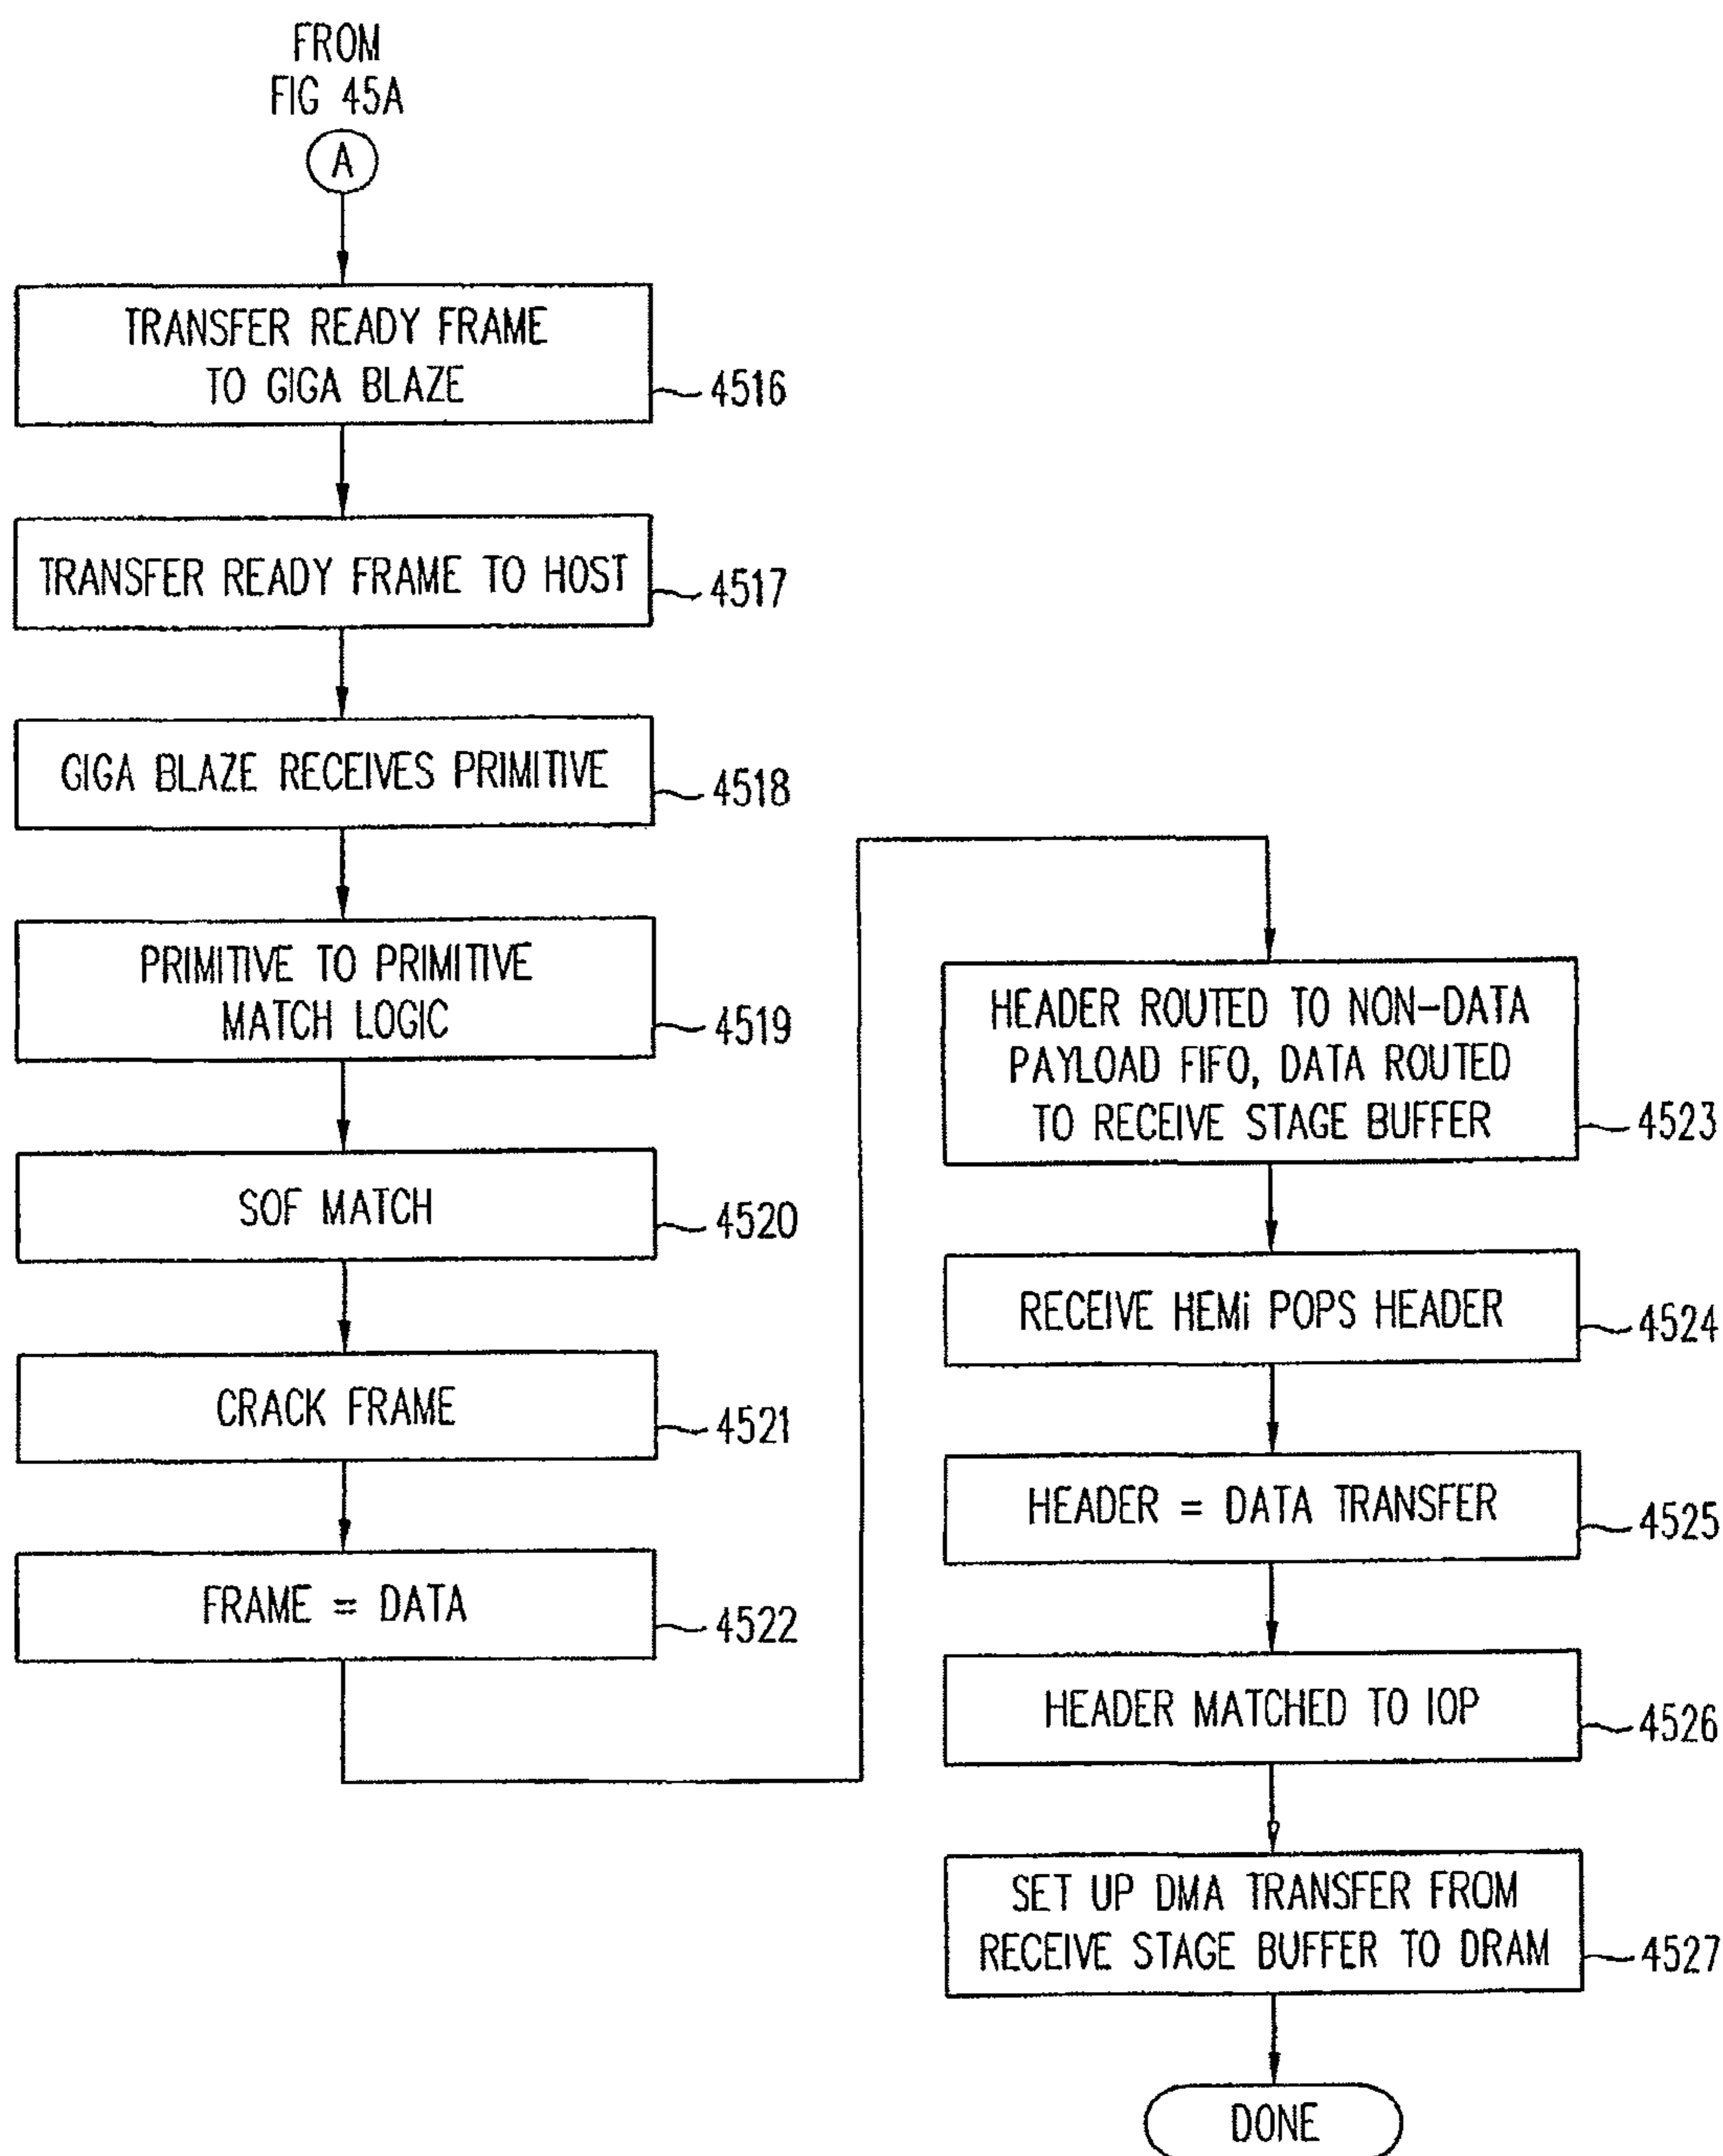 FROM
FIG 45A
A
TRANSFER READY FRAME
TO GIGA BLAZE
4516
TRANSFER READY FRAME TO HOST
4517
GIGA BLAZE RECEIVES PRIMITIVE
4518
PRIMITIVE TO PRIMITIVE
MATCH LOGIC
4519
SOF MATCH
4520
CRACK FRAME
4521
FRAME = DATA
4522
HEADER ROUTED TO NON-DATA
PAYLOAD FIFO, DATA ROUTED
TO RECEIVE STAGE BUFFER
4523
RECEIVE HEMi POPS HEADER
4524
HEADER = DATA TRANSFER
4525
HEADER MATCHED TO IOP
4526
SET UP DMA TRANSFER FROM
RECEIVE STAGE BUFFER TO DRAM
4527
DONE